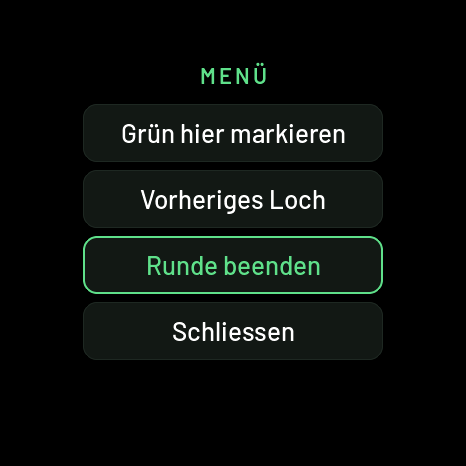 MENÜ
Grün hier markieren
Vorheriges Loch
Runde beenden
Schliessen